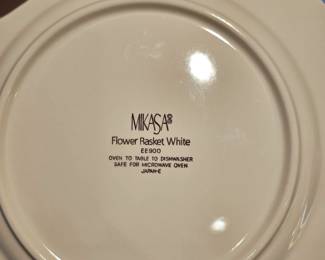 MIKASA®
Flower Basket White
EE900
OVEN TO TABLE TO DISHWASHER
SAFE FOR MICROWAVE OVEN
JAPAN-E